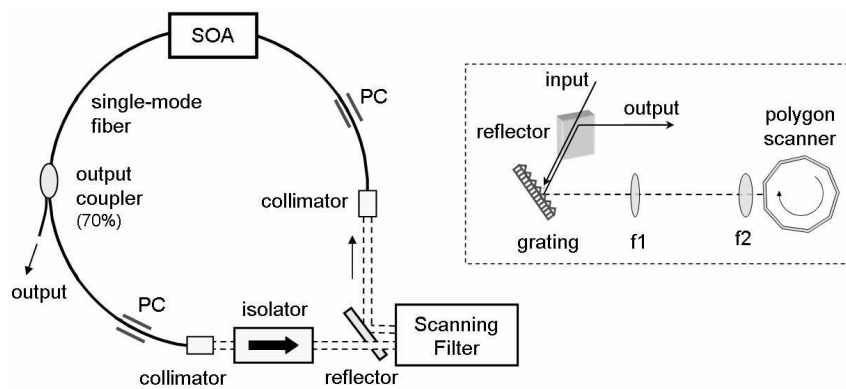 SOA
single-mode
fiber
PC
output
coupler
(70%)
collimator
output
PC
isolator
collimator
reflector
Scanning
Filter
input
output
reflector
polygon
scanner
grating
f1
f2